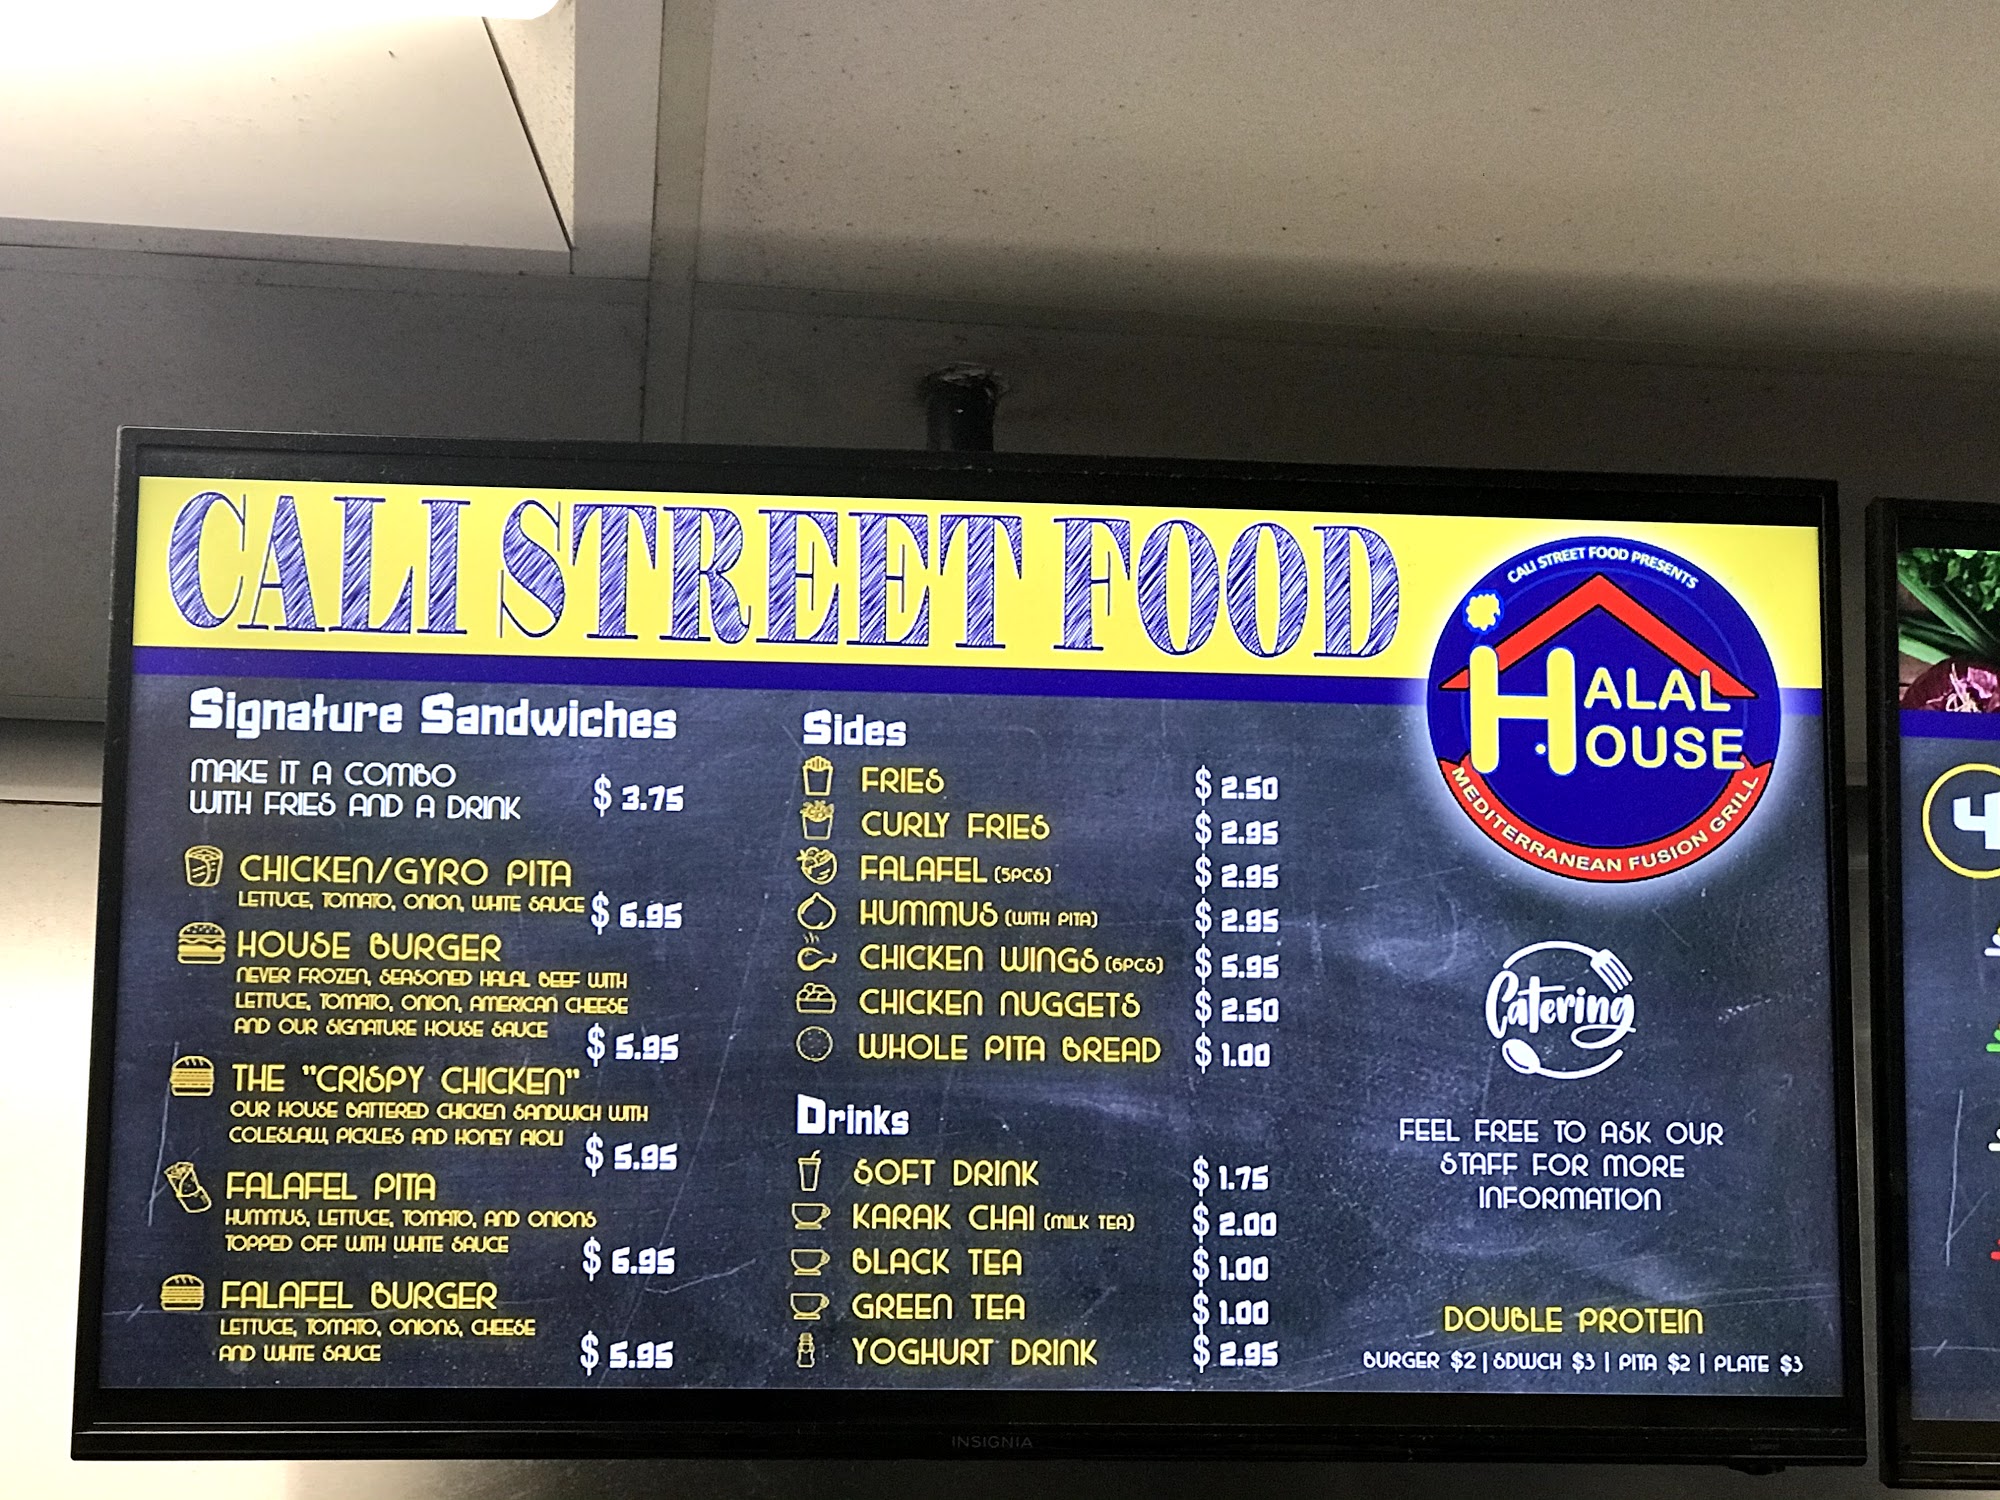 CALI STREET FOOD
CALI STREET FOOD PRESENTS
HALAL
HOUSE
MEDITERRANEAN FUSION GRILL
Signature Sandwiches
MAKE IT A COMBO
WITH FRIES AND A DRINK $ 3.75
CHICKEN/GYRO PITA
LETTUCE, TOMATO, ONION, WHITE SAUCE $ 6.95
HOUSE BURGER
NEVER FROZEN, SEASONED HALAL BEEF WITH
LETTUCE, TOMATO, ONION, AMERICAN CHEESE
AND OUR SIGNATURE HOUSE SAUCE $ 5.95
THE "CRISPY CHICKEN"
OUR HOUSE BATTERED CHICKEN SANDWICH WITH
COLESLAW, PICKLES AND HONEY AIOLI $ 5.95
FALAFEL PITA
HUMMUS, LETTUCE, TOMATO, AND ONIONS
TOPPED OFF WITH WHITE SAUCE $ 6.95
FALAFEL BURGER
LETTUCE, TOMATO, ONIONS, CHEESE
AND WHITE SAUCE $ 5.95
Sides
FRIES $ 2.50
CURLY FRIES $ 2.95
FALAFEL (5PCS) $ 2.95
HUMMUS (WITH PITA) $ 2.95
CHICKEN WINGS (6PCS) $ 5.95
CHICKEN NUGGETS $ 2.50
WHOLE PITA BREAD $ 1.00
Drinks
SOFT DRINK $ 1.75
KARAK CHAI (MILK TEA) $ 2.00
BLACK TEA $ 1.00
GREEN TEA $ 1.00
YOGHURT DRINK $ 2.95
Catering
FEEL FREE TO ASK OUR
STAFF FOR MORE
INFORMATION
DOUBLE PROTEIN
BURGER $2 | SDWCH $3 | PITA $2 | PLATE $3
INSIGNIA
4